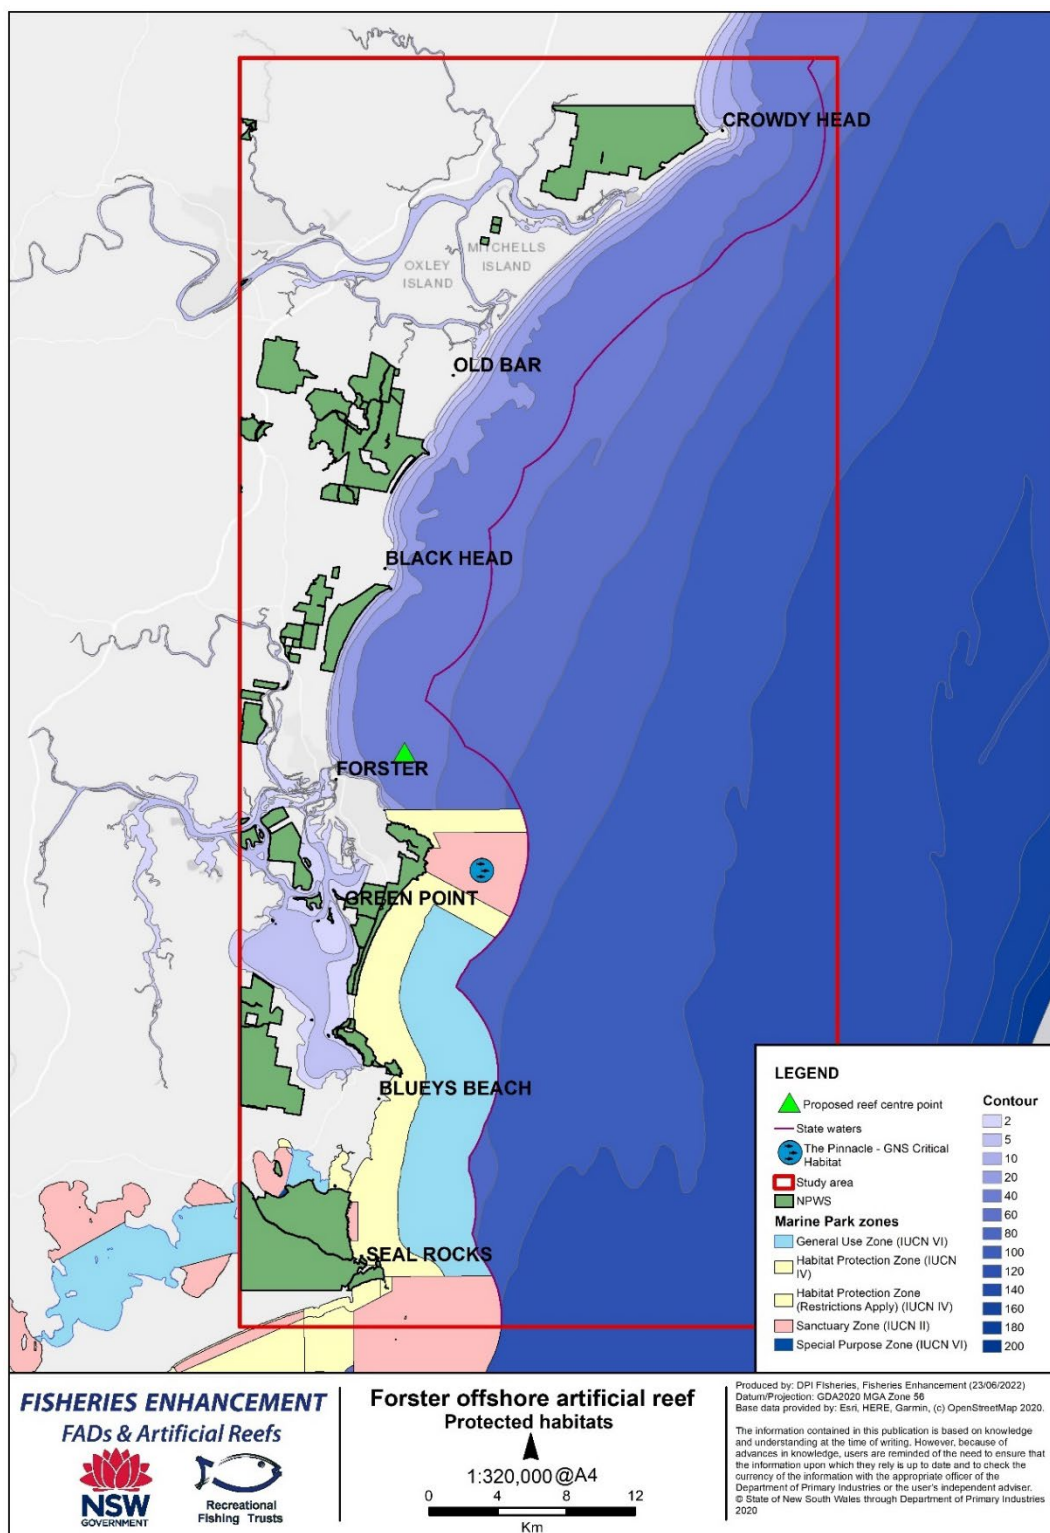 CROWDY HEAD
MITCHELLS
ISLAND
OXLEY
ISLAND
OLD BAR
BLACK HEAD
FORSTER
GREEN POINT
BLUEYS BEACH
SEAL ROCKS
LEGEND
Proposed reef centre point
State waters
The Pinnacle - GNS Critical
Habitat
Study area
NPWS
Marine Park zones
General Use Zone (IUCN VI)
Habitat Protection Zone (IUCN
IV)
Habitat Protection Zone
(Restrictions Apply) (IUCN IV)
Sanctuary Zone (IUCN II)
Special Purpose Zone (IUCN VI)
Contour
2
5
10
20
40
60
80
100
120
140
160
180
200
FISHERIES ENHANCEMENT
FADs & Artificial Reefs
NSW
GOVERNMENT
Recreational
Fishing Trusts
Forster offshore artificial reef
Protected habitats
1:320,000 @A4
0 4 8 12
Km
Produced by: DPI FIsheries, Fisheries Enhancement (23/06/2022)
Datum/Projection: GDA2020 MGA Zone 56
Base data provided by: Esri, HERE, Garmin, (c) OpenStreetMap 2020.
The information contained in this publication is based on knowledge
and understanding at the time of writing. However, because of
advances in knowledge, users are reminded of the need to ensure that
the information upon which they rely is up to date and to check the
currency of the information with the appropriate officer of the
Department of Primary Industries or the user's independent adviser.
© State of New South Wales through Department of Primary Industries
2020